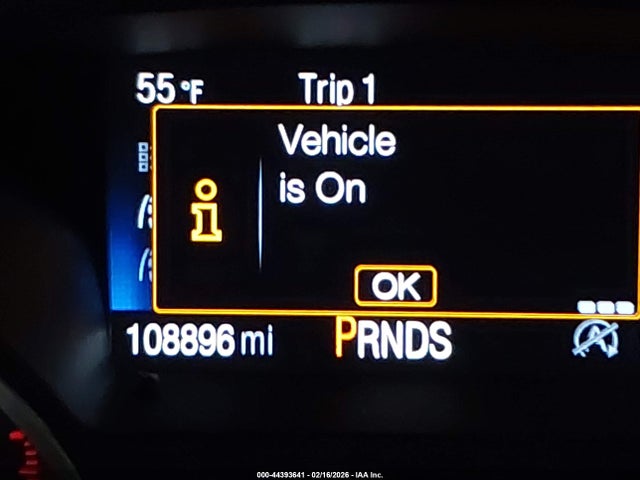 55°F Trip 1
Vehicle
is On
OK
108896 mi PRNDS
A
000-44393641 - 02/16/2026 - IAA Inc.